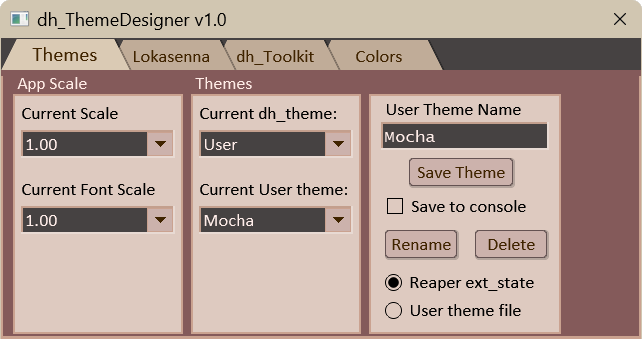 dh_ThemeDesigner v1.0
Themes
Lokasenna
dh_Toolkit
Colors
App Scale
Current Scale
1.00
Current Font Scale
1.00
Themes
Current dh_theme:
User
Current User theme:
Mocha
User Theme Name
Mocha
Save Theme
Save to console
Rename
Delete
Reaper ext_state
User theme file